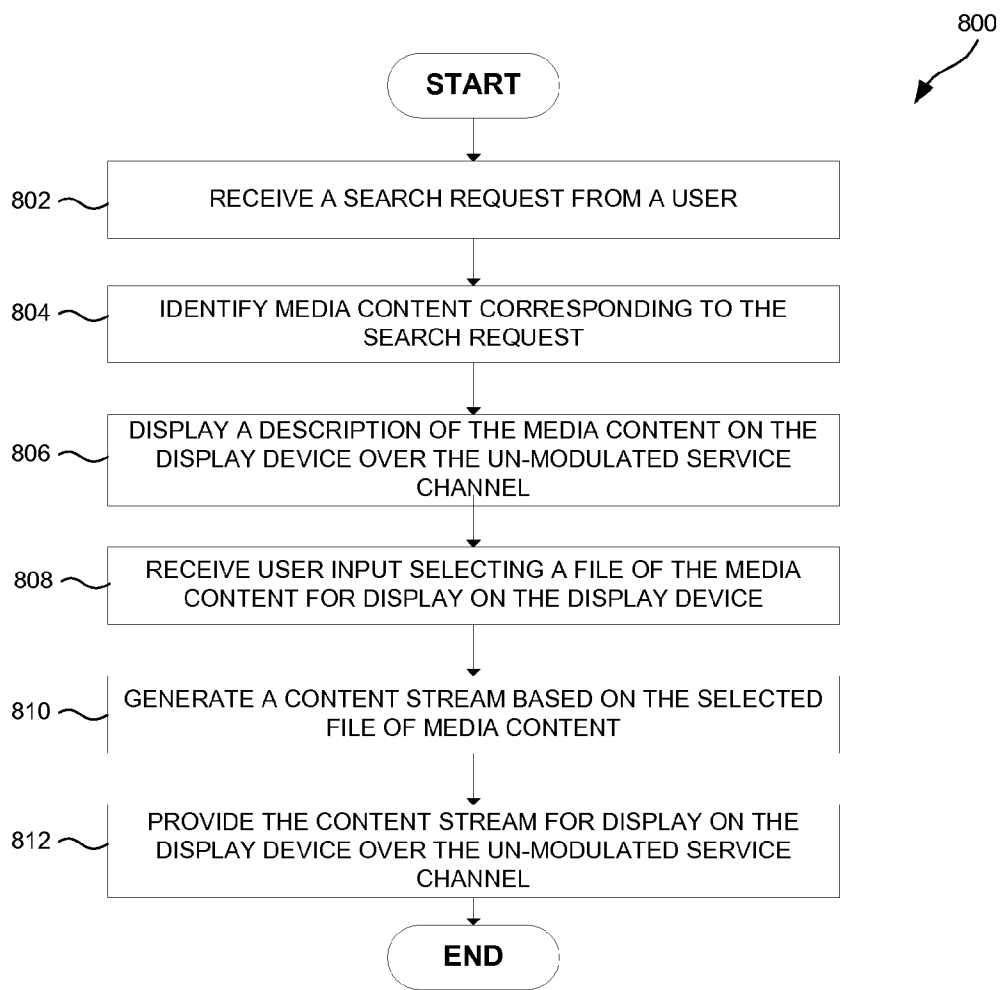 800
START
802
RECEIVE A SEARCH REQUEST FROM A USER
804
IDENTIFY MEDIA CONTENT CORRESPONDING TO THE
SEARCH REQUEST
806
DISPLAY A DESCRIPTION OF THE MEDIA CONTENT ON THE
DISPLAY DEVICE OVER THE UN-MODULATED SERVICE
CHANNEL
808
RECEIVE USER INPUT SELECTING A FILE OF THE MEDIA
CONTENT FOR DISPLAY ON THE DISPLAY DEVICE
810
GENERATE A CONTENT STREAM BASED ON THE SELECTED
FILE OF MEDIA CONTENT
812
PROVIDE THE CONTENT STREAM FOR DISPLAY ON THE
DISPLAY DEVICE OVER THE UN-MODULATED SERVICE
CHANNEL
END